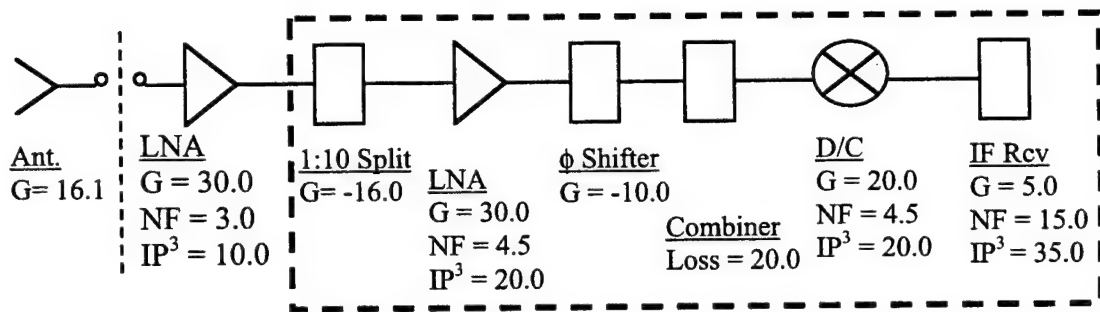 Ant.
G= 16.1
LNA
G = 30.0
NF = 3.0
IP³ = 10.0
1:10 Split
G= -16.0
LNA
G = 30.0
NF = 4.5
IP³ = 20.0
ϕ Shifter
G = -10.0
Combiner
Loss = 20.0
D/C
G = 20.0
NF = 4.5
IP³ = 20.0
IF Rcv
G = 5.0
NF = 15.0
IP³ = 35.0